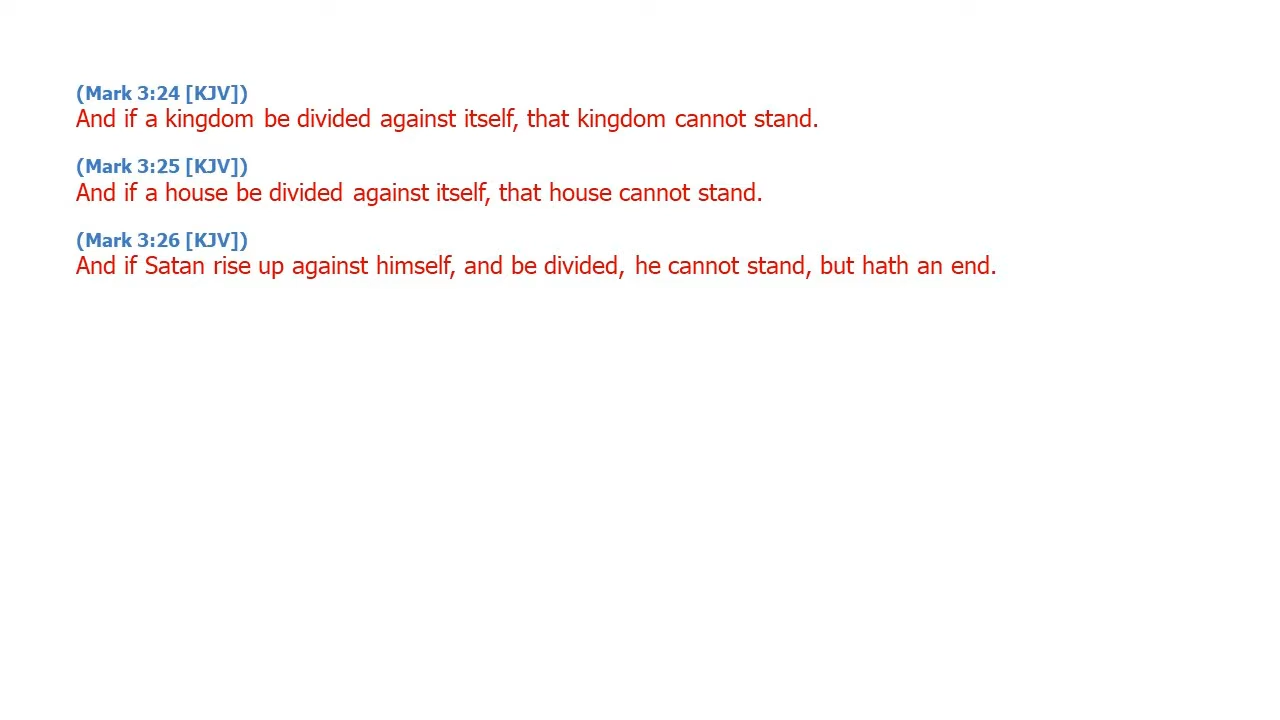 (Mark 3:24 [KJV])
And if a kingdom be divided against itself, that kingdom cannot stand.
(Mark 3:25 [KJV])
And if a house be divided against itself, that house cannot stand.
(Mark 3:26 [KJV])
And if Satan rise up against himself, and be divided, he cannot stand, but hath an end.